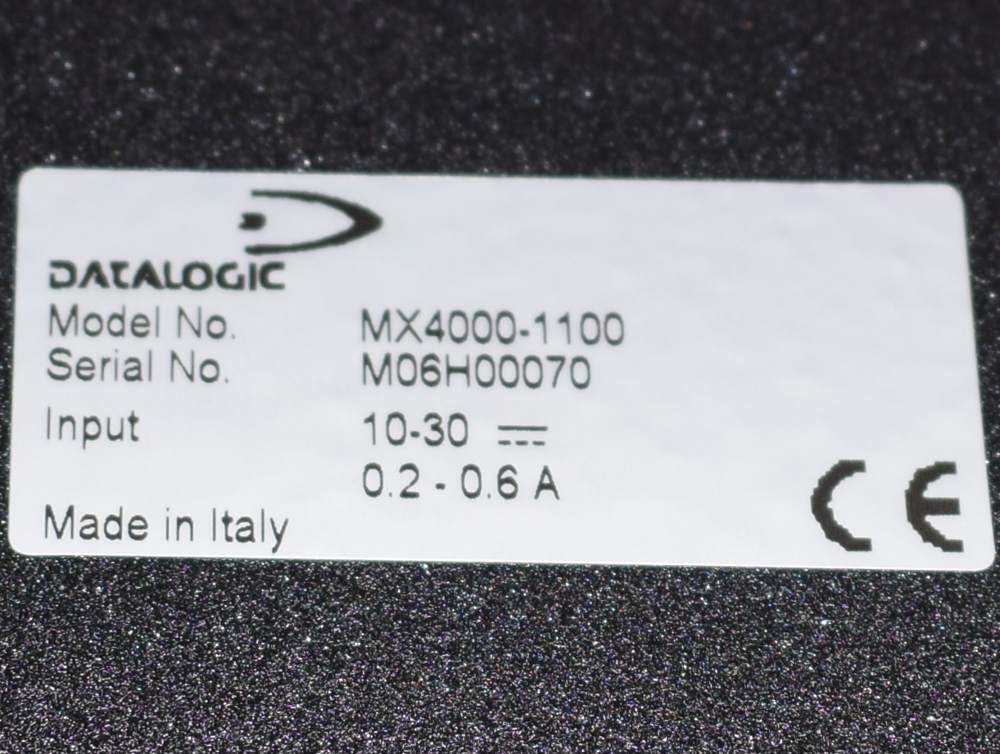 DATALOGIC
Model No. MX4000-1100
Serial No. M06H00070
Input 10-30 ⎓
0.2 - 0.6 A
Made in Italy
CE